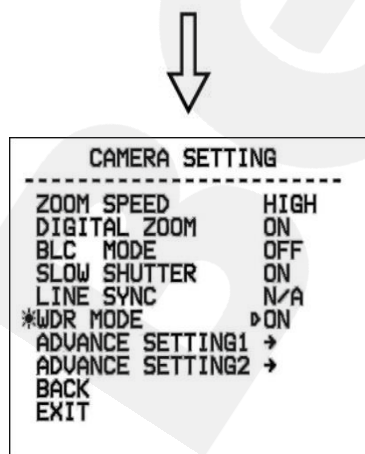 CAMERA SETTING
ZOOM SPEED HIGH
DIGITAL ZOOM ON
BLC MODE OFF
SLOW SHUTTER ON
LINE SYNC N/A
☀WDR MODE ▷ON
ADVANCE SETTING1 →
ADVANCE SETTING2 →
BACK
EXIT